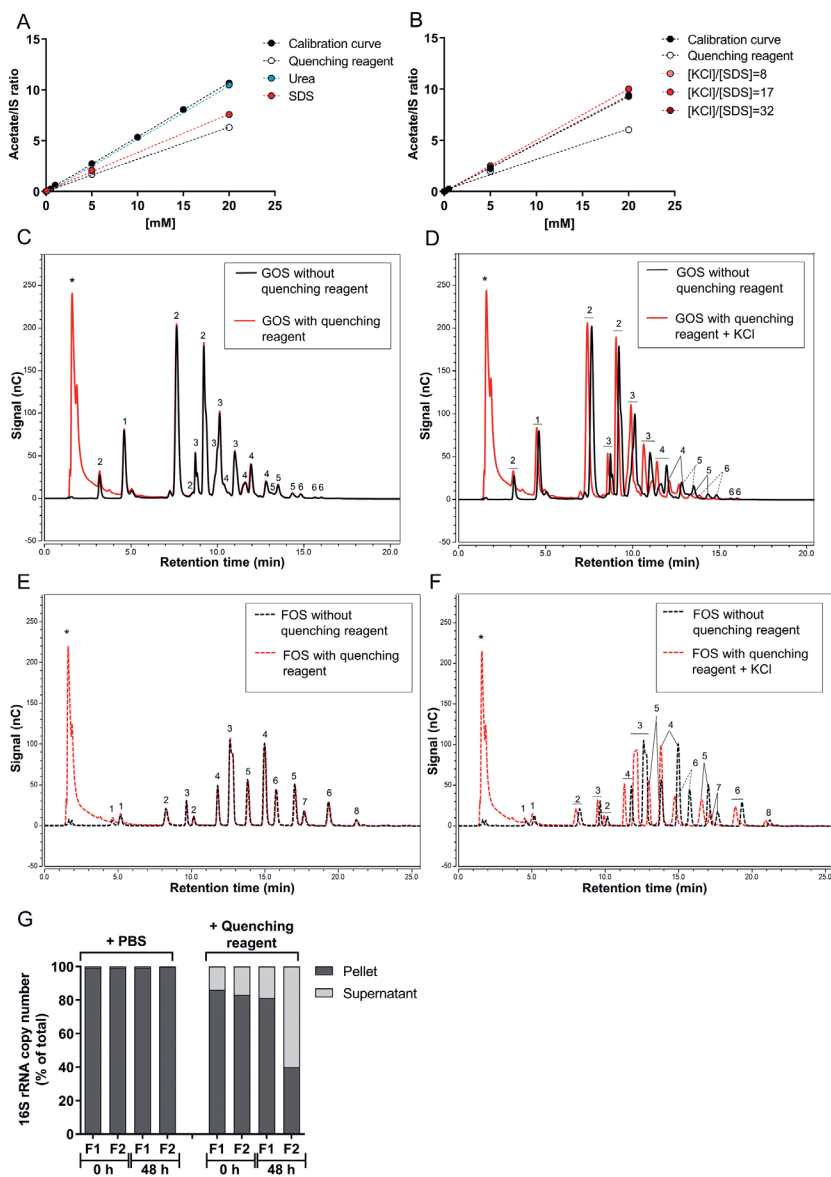 A
Acetate/IS ratio
15
10
5
0
0 5 10 15 20 25
[mM]
Calibration curve
Quenching reagent
Urea
SDS
B
Acetate/IS ratio
15
10
5
0
0 5 10 15 20 25
[mM]
Calibration curve
Quenching reagent
[KCl]/[SDS]=8
[KCl]/[SDS]=17
[KCl]/[SDS]=32
C
Signal (nC)
250
200
150
100
50
0
-50
0.0 5.0 10.0 15.0 20.0
Retention time (min)
GOS without
quenching reagent
GOS with quenching
reagent
* 2 1 2 2 2 3 3 3 4 3 4 4 4 5 5 5 6 6 6
D
Signal (nC)
250
200
150
100
50
0
-50
0.0 5.0 10.0 15.0 20.0
Retention time (min)
GOS without
quenching reagent
GOS with quenching
reagent + KCl
* 2 1 2 3 2 3 3 4 4 5 5 6 6 6
E
Signal (nC)
250
200
150
100
50
0
-50
0.0 5.0 10.0 15.0 20.0 25.0
Retention time (min)
FOS without
quenching reagent
FOS with quenching
reagent
* 1 1 2 3 2 4 3 5 4 6 5 7 6 8
F
Signal (nC)
250
200
150
100
50
0
-50
0.0 5.0 10.0 15.0 20.0 25.0
Retention time (min)
FOS without
quenching reagent
FOS with quenching
reagent + KCl
* 1 1 2 3 2 4 3 5 4 6 5 7 6 8
G
+ PBS
+ Quenching
reagent
16S rRNA copy number
(% of total)
100
80
60
40
20
0
F1 F2 F1 F2 F1 F2 F1 F2
0 h 48 h 0 h 48 h
Pellet
Supernatant